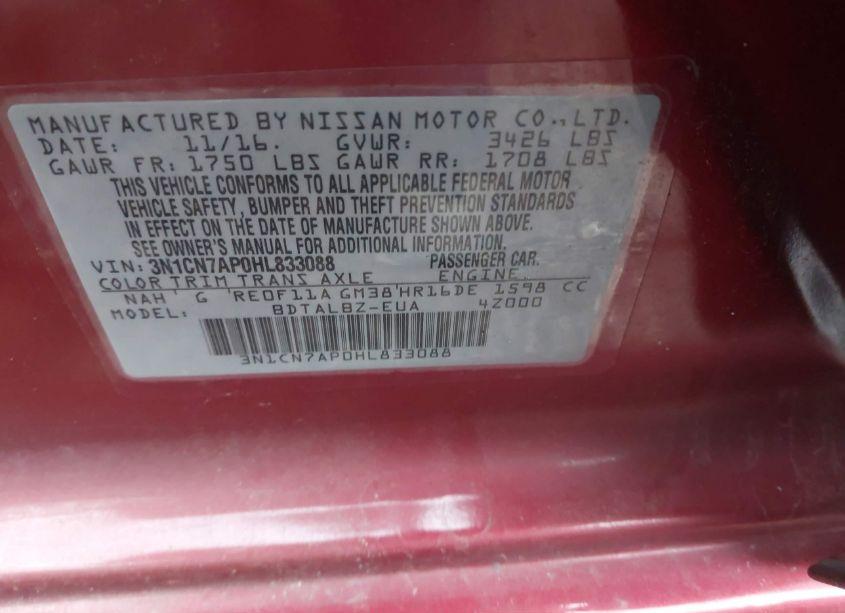 MANUFACTURED BY NISSAN MOTOR CO.,LTD.
DATE: 11/16. GVWR: 3426 LBS
GAWR FR: 1750 LBS GAWR RR: 1708 LBS
THIS VEHICLE CONFORMS TO ALL APPLICABLE FEDERAL MOTOR
VEHICLE SAFETY, BUMPER AND THEFT PREVENTION STANDARDS
IN EFFECT ON THE DATE OF MANUFACTURE SHOWN ABOVE.
SEE OWNER'S MANUAL FOR ADDITIONAL INFORMATION.
VIN: 3N1CN7AP0HL833088 PASSENGER CAR.
COLOR TRIM TRANS AXLE ENGINE
NAH G RE0F11A GM38 HR16DE 1598 CC
MODEL: BDTALBZ-EUA 4Z000
3N1CN7AP0HL833088